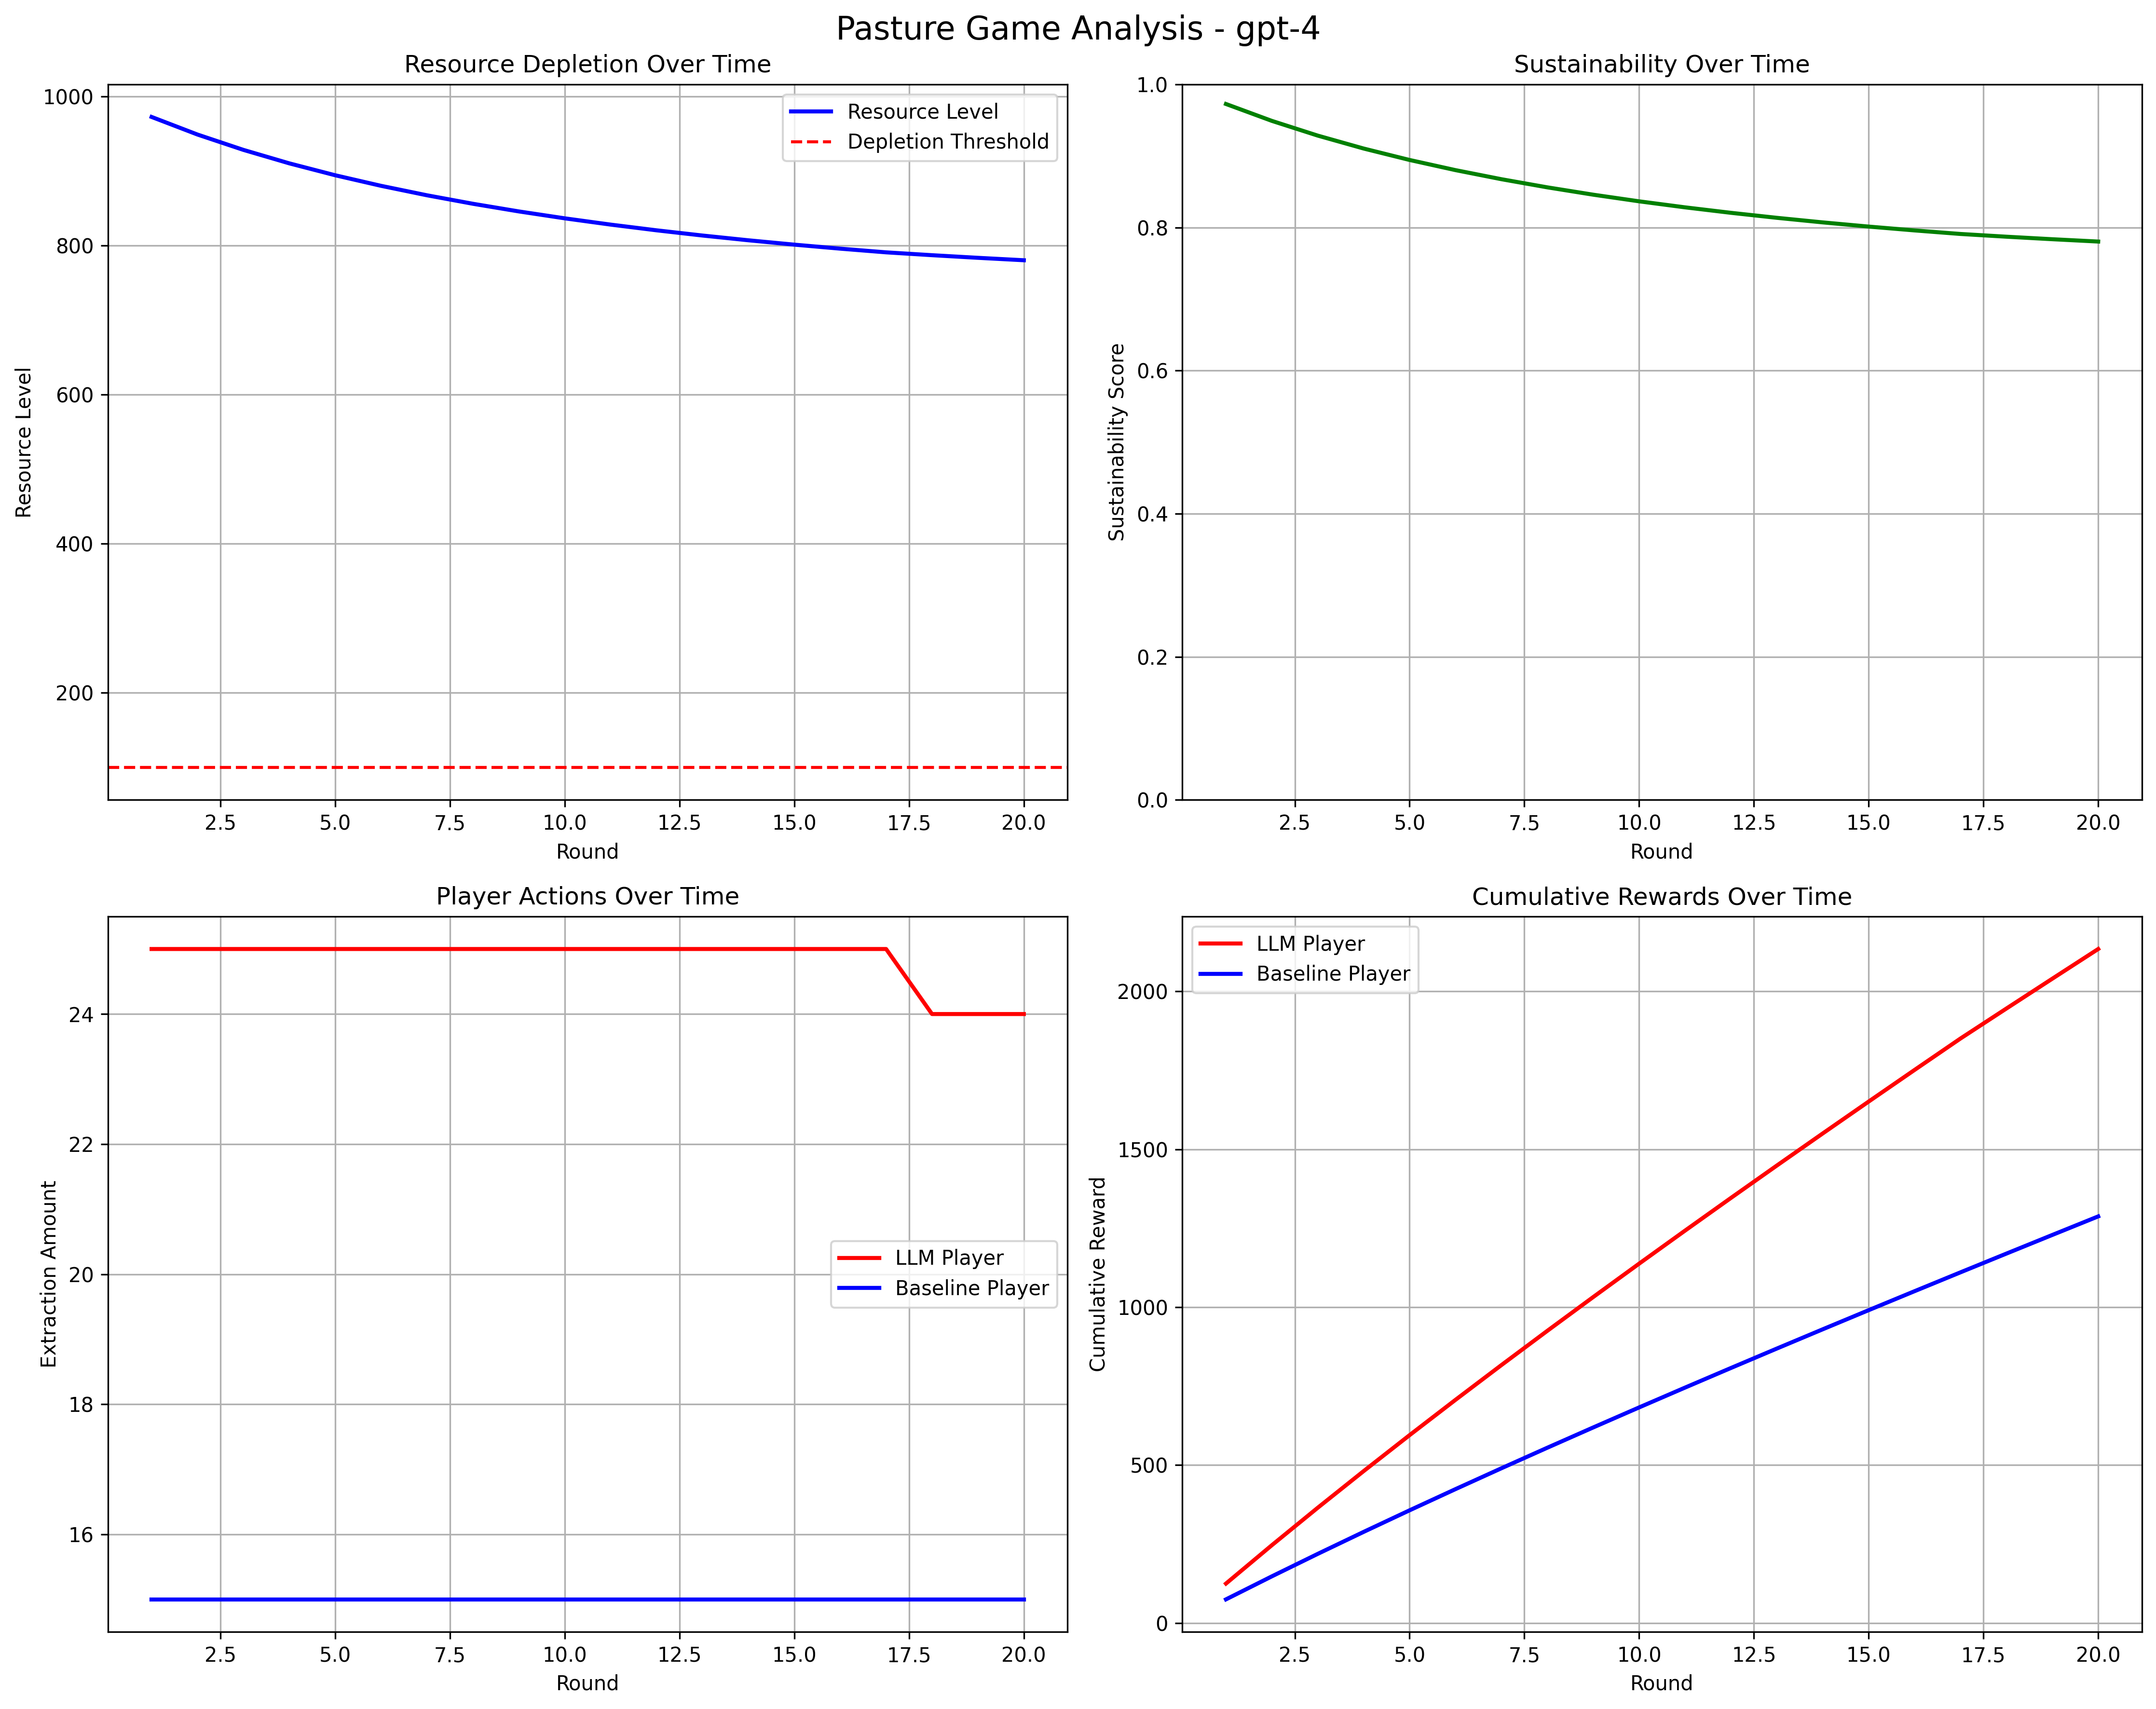 Pasture Game Analysis - gpt-4
Resource Depletion Over Time
Resource Level
Depletion Threshold
1000
800
600
400
200
Resource Level
2.5 5.0 7.5 10.0 12.5 15.0 17.5 20.0
Round
Sustainability Over Time
1.0
0.8
0.6
0.4
0.2
0.0
Sustainability Score
2.5 5.0 7.5 10.0 12.5 15.0 17.5 20.0
Round
Player Actions Over Time
24
22
20
18
16
Extraction Amount
LLM Player
Baseline Player
2.5 5.0 7.5 10.0 12.5 15.0 17.5 20.0
Round
Cumulative Rewards Over Time
LLM Player
Baseline Player
2000
1500
1000
500
0
Cumulative Reward
2.5 5.0 7.5 10.0 12.5 15.0 17.5 20.0
Round